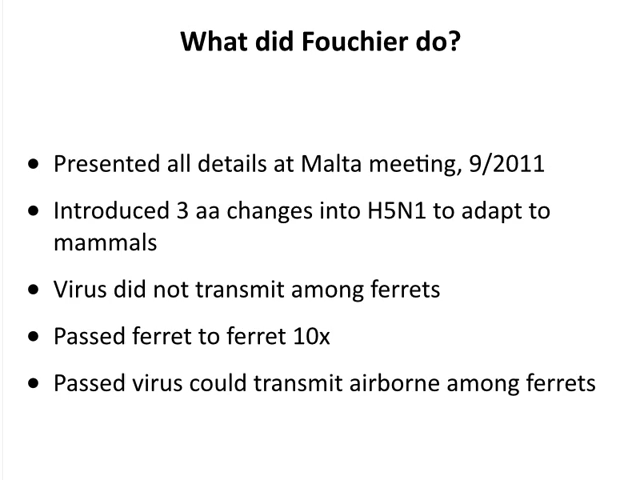 What did Fouchier do?
• Presented all details at Malta meeting, 9/2011
• Introduced 3 aa changes into H5N1 to adapt to
mammals
• Virus did not transmit among ferrets
• Passed ferret to ferret 10x
• Passed virus could transmit airborne among ferrets